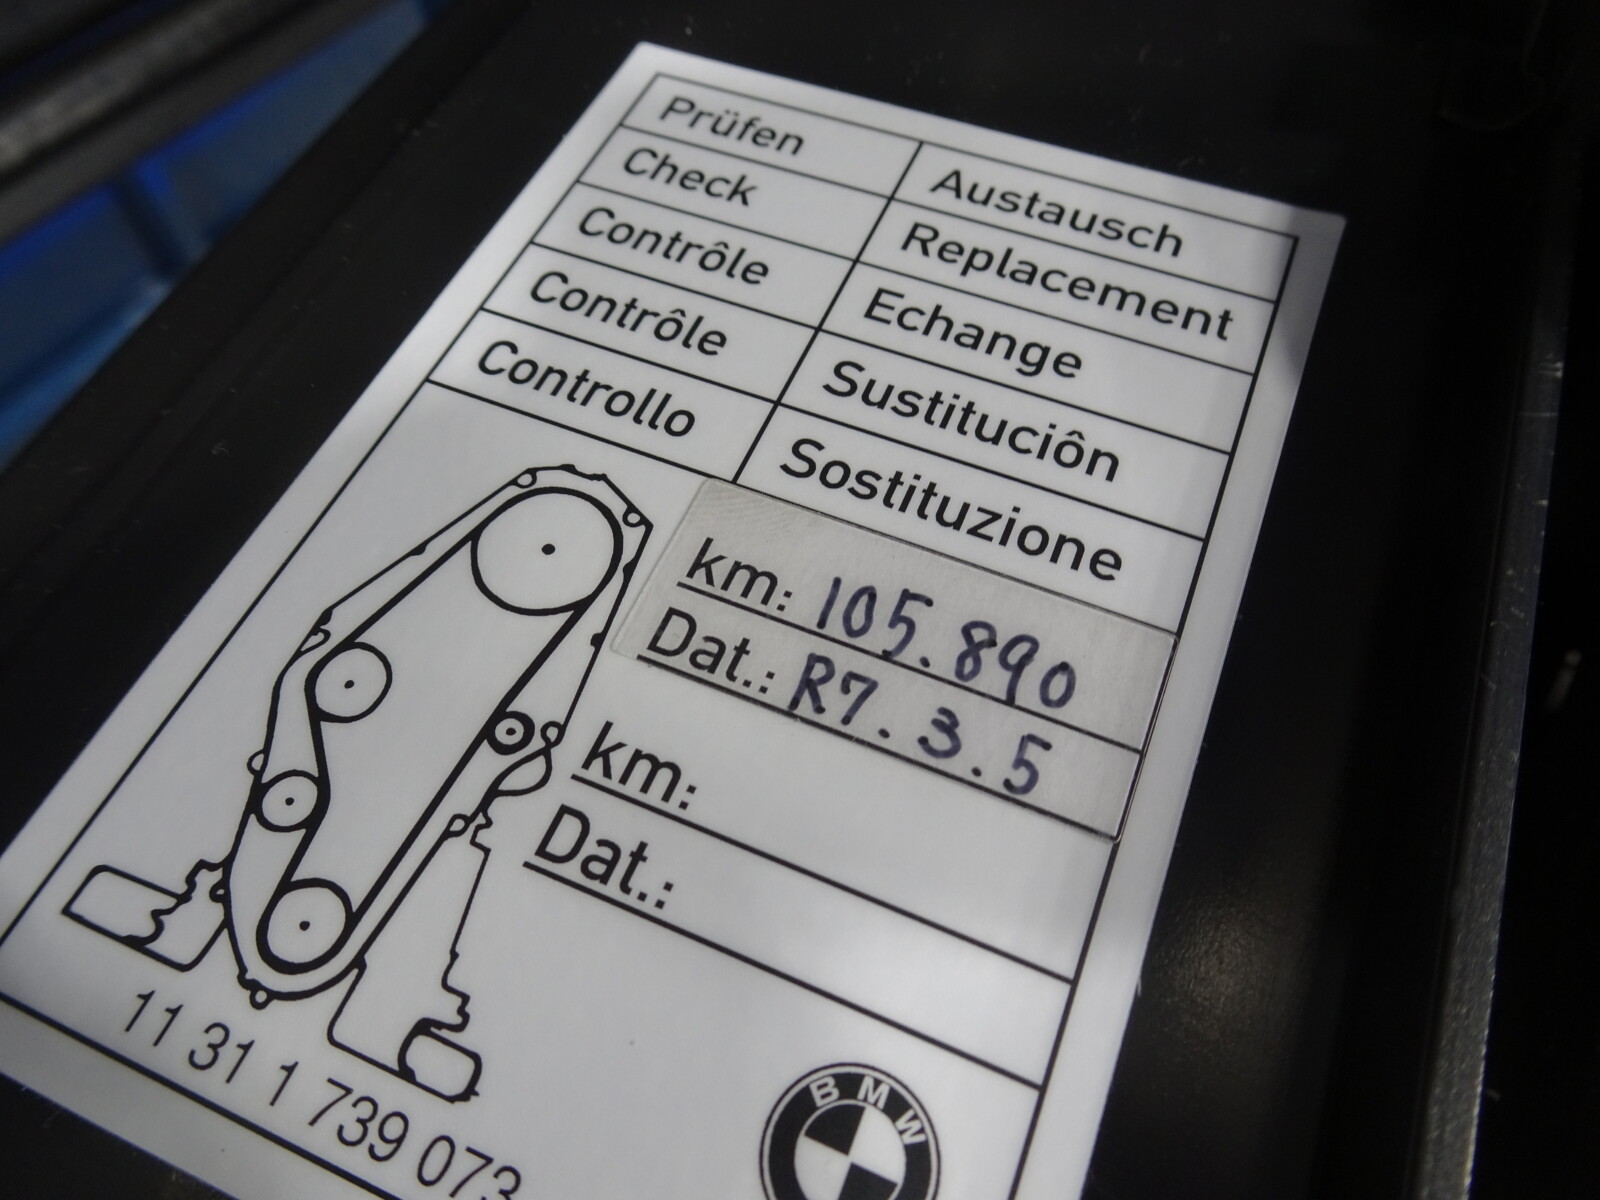 Prüfen Austausch
Check Replacement
Contrôle Echange
Contrôle Sustituciôn
Controllo Sostituzione
km: 105.890
Dat.: R7.3.5
km:
Dat.:
11 31 1 739 073
BMW